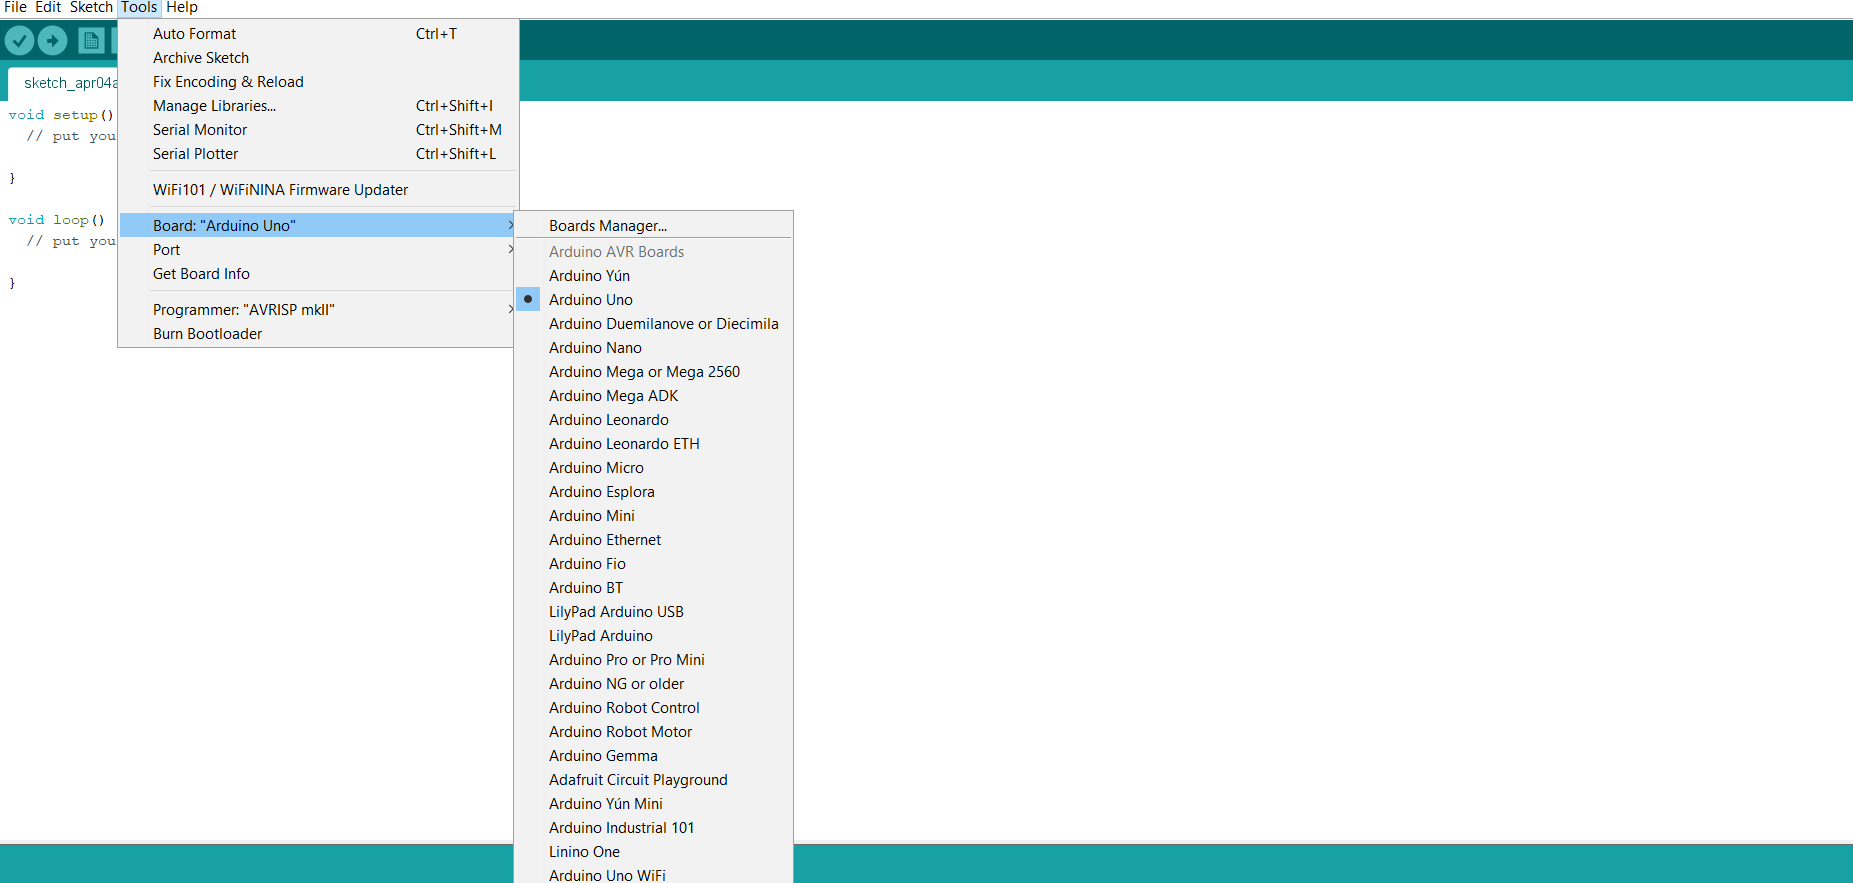 File Edit Sketch Tools Help
sketch_apr04a
void setup()
// put you
}
void loop()
// put you
}
Auto Format Ctrl+T
Archive Sketch
Fix Encoding & Reload
Manage Libraries... Ctrl+Shift+I
Serial Monitor Ctrl+Shift+M
Serial Plotter Ctrl+Shift+L
WiFi101 / WiFiNINA Firmware Updater
Board: "Arduino Uno"
Port
Get Board Info
Programmer: "AVRISP mkII"
Burn Bootloader
Boards Manager...
Arduino AVR Boards
Arduino Yún
Arduino Uno
Arduino Duemilanove or Diecimila
Arduino Nano
Arduino Mega or Mega 2560
Arduino Mega ADK
Arduino Leonardo
Arduino Leonardo ETH
Arduino Micro
Arduino Esplora
Arduino Mini
Arduino Ethernet
Arduino Fio
Arduino BT
LilyPad Arduino USB
LilyPad Arduino
Arduino Pro or Pro Mini
Arduino NG or older
Arduino Robot Control
Arduino Robot Motor
Arduino Gemma
Adafruit Circuit Playground
Arduino Yún Mini
Arduino Industrial 101
Linino One
Arduino Uno WiFi